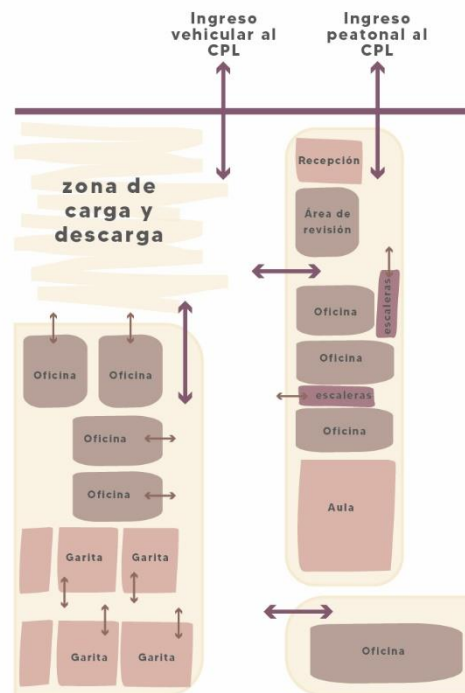 Ingreso
vehicular al
CPL
Ingreso
peatonal al
CPL
Recepción
zona de
carga y
descarga
Área de
revisión
escaleras
Oficina
Oficina
escaleras
Oficina
Aula
Oficina
Oficina
Oficina
Oficina
Garita
Garita
Garita
Garita
Oficina